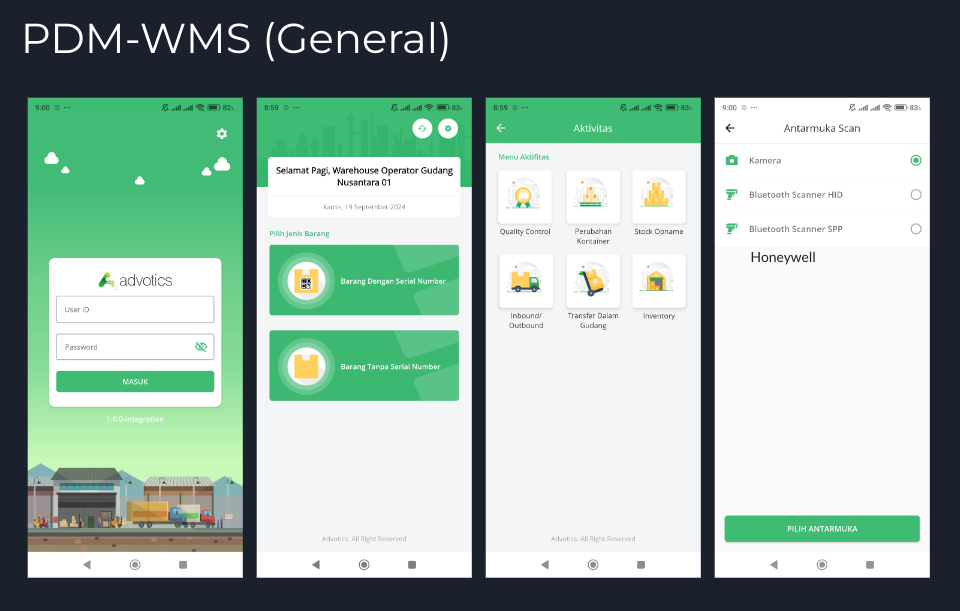 PDM-WMS (General)
9:00
82
advotics
User ID
Password
MASUK
1.0.0-integration
8:59
83
Selamat Pagi, Warehouse Operator Gudang
Nusantara 01
Kamis, 19 September 2024
Pilih Jenis Barang
Barang Dengan Serial Number
Barang Tanpa Serial Number
Advotics. All Right Reserved
8:59
83
Aktivitas
Menu Aktifitas
Quality Control
Perubahan
Kontainer
Stock Opname
Inbound/
Outbound
Transfer Dalam
Gudang
Inventory
Advotics. All Right Reserved
9:00
83
Antarmuka Scan
Kamera
Bluetooth Scanner HID
Bluetooth Scanner SPP
Honeywell
PILIH ANTARMUKA